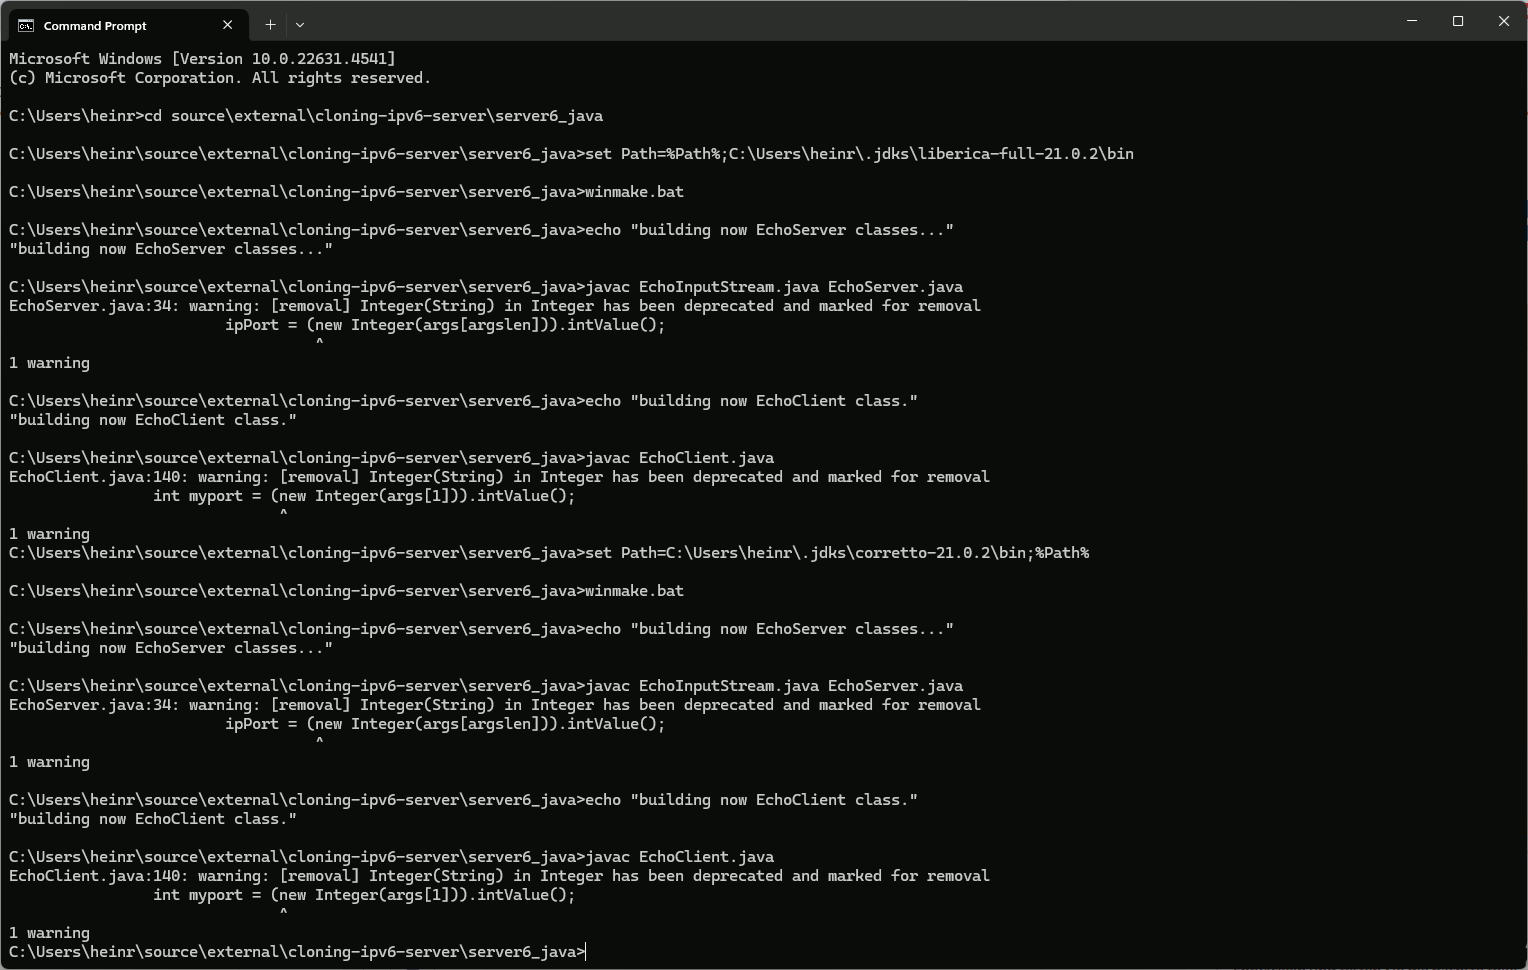 Command Prompt
Microsoft Windows [Version 10.0.22631.4541]
(c) Microsoft Corporation. All rights reserved.
C:\Users\heinr>cd source\external\cloning-ipv6-server\server6_java
C:\Users\heinr\source\external\cloning-ipv6-server\server6_java>set Path=%Path%;C:\Users\heinr\.jdks\liberica-full-21.0.2\bin
C:\Users\heinr\source\external\cloning-ipv6-server\server6_java>winmake.bat
C:\Users\heinr\source\external\cloning-ipv6-server\server6_java>echo "building now EchoServer classes..."
"building now EchoServer classes..."
C:\Users\heinr\source\external\cloning-ipv6-server\server6_java>javac EchoInputStream.java EchoServer.java
EchoServer.java:34: warning: [removal] Integer(String) in Integer has been deprecated and marked for removal
                        ipPort = (new Integer(args[argslen])).intValue();
                                  ^
1 warning
C:\Users\heinr\source\external\cloning-ipv6-server\server6_java>echo "building now EchoClient class."
"building now EchoClient class."
C:\Users\heinr\source\external\cloning-ipv6-server\server6_java>javac EchoClient.java
EchoClient.java:140: warning: [removal] Integer(String) in Integer has been deprecated and marked for removal
                int myport = (new Integer(args[1])).intValue();
                              ^
1 warning
C:\Users\heinr\source\external\cloning-ipv6-server\server6_java>set Path=C:\Users\heinr\.jdks\corretto-21.0.2\bin;%Path%
C:\Users\heinr\source\external\cloning-ipv6-server\server6_java>winmake.bat
C:\Users\heinr\source\external\cloning-ipv6-server\server6_java>echo "building now EchoServer classes..."
"building now EchoServer classes..."
C:\Users\heinr\source\external\cloning-ipv6-server\server6_java>javac EchoInputStream.java EchoServer.java
EchoServer.java:34: warning: [removal] Integer(String) in Integer has been deprecated and marked for removal
                        ipPort = (new Integer(args[argslen])).intValue();
                                  ^
1 warning
C:\Users\heinr\source\external\cloning-ipv6-server\server6_java>echo "building now EchoClient class."
"building now EchoClient class."
C:\Users\heinr\source\external\cloning-ipv6-server\server6_java>javac EchoClient.java
EchoClient.java:140: warning: [removal] Integer(String) in Integer has been deprecated and marked for removal
                int myport = (new Integer(args[1])).intValue();
                              ^
1 warning
C:\Users\heinr\source\external\cloning-ipv6-server\server6_java>